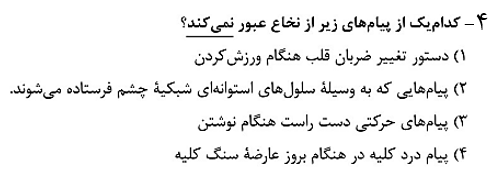 ۴- کدام‌یک از پیام‌های زیر از نخاع عبور نمی‌کند؟
۱) دستور تغییر ضربان قلب هنگام ورزش‌کردن
۲) پیام‌هایی که به وسیلهٔ سلول‌های استوانه‌ای شبکیهٔ چشم فرستاده می‌شوند.
۳) پیام‌های حرکتی دست راست هنگام نوشتن
۴) پیام درد کلیه در هنگام بروز عارضهٔ سنگ کلیه